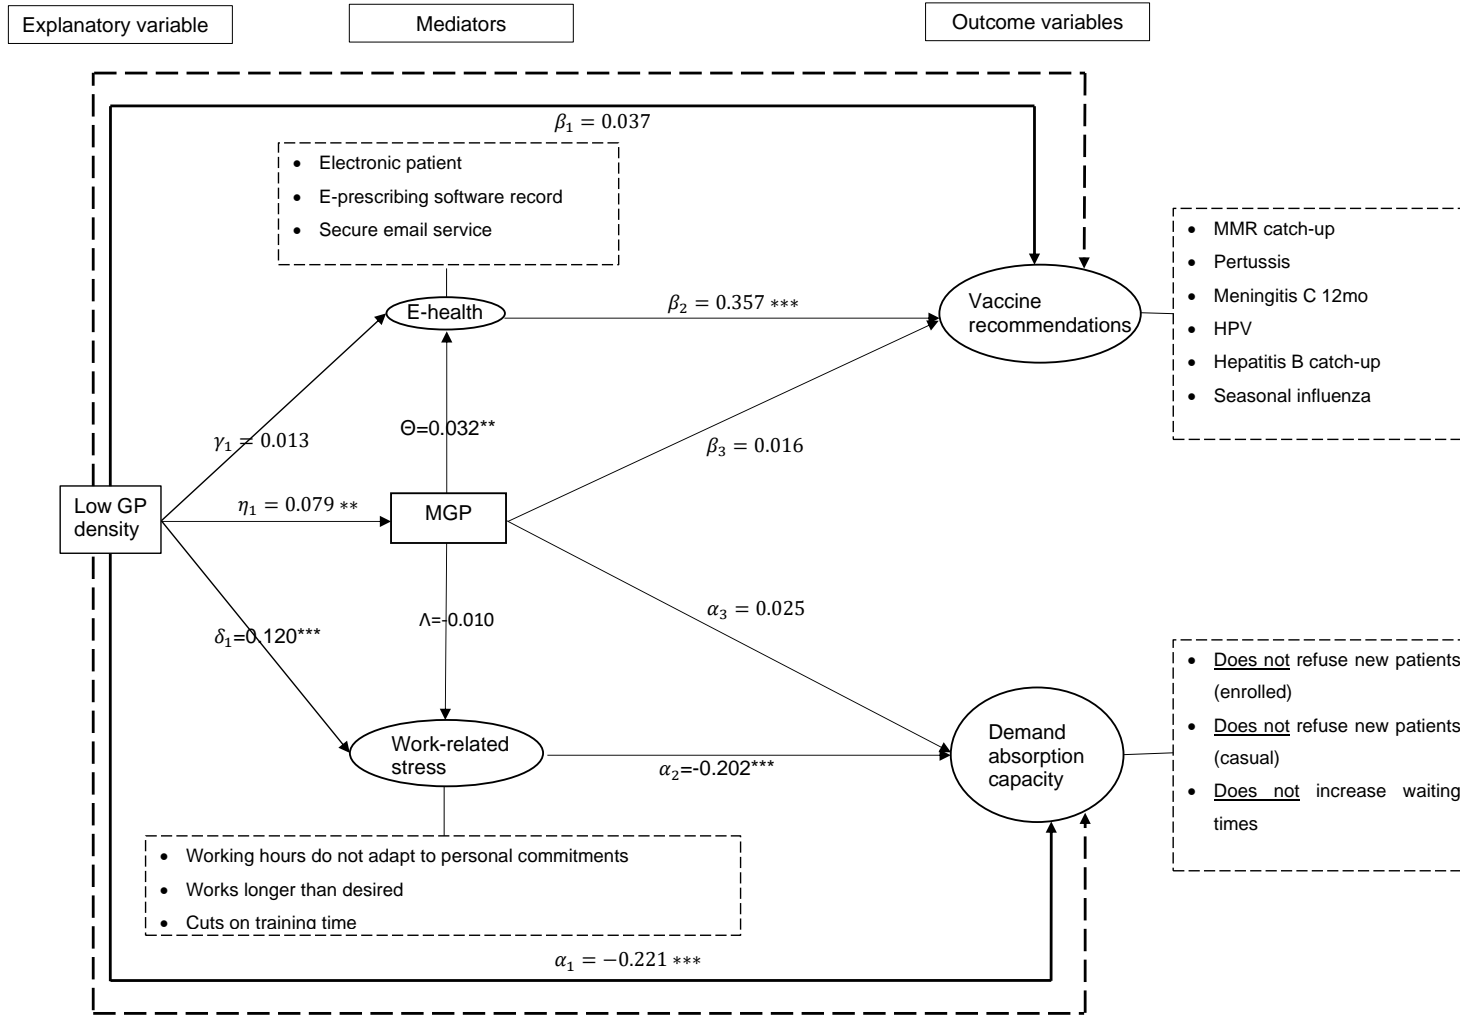 Explanatory variable
Mediators
Outcome variables
β₁ = 0.037
• Electronic patient
• E-prescribing software record
• Secure email service
• MMR catch-up
• Pertussis
• Meningitis C 12mo
• HPV
• Hepatitis B catch-up
• Seasonal influenza
E-health
β₂ = 0.357 ***
Vaccine
recommendations
γ₁ = 0.013
Θ=0.032**
β₃ = 0.016
Low GP
density
η₁ = 0.079 **
MGP
δ₁=0.120***
Λ=-0.010
α₃ = 0.025
Work-related
stress
α₂=-0.202***
Demand
absorption
capacity
• Does not refuse new patients
(enrolled)
• Does not refuse new patients
(casual)
• Does not increase waiting
times
• Working hours do not adapt to personal commitments
• Works longer than desired
• Cuts on training time
α₁ = −0.221 ***